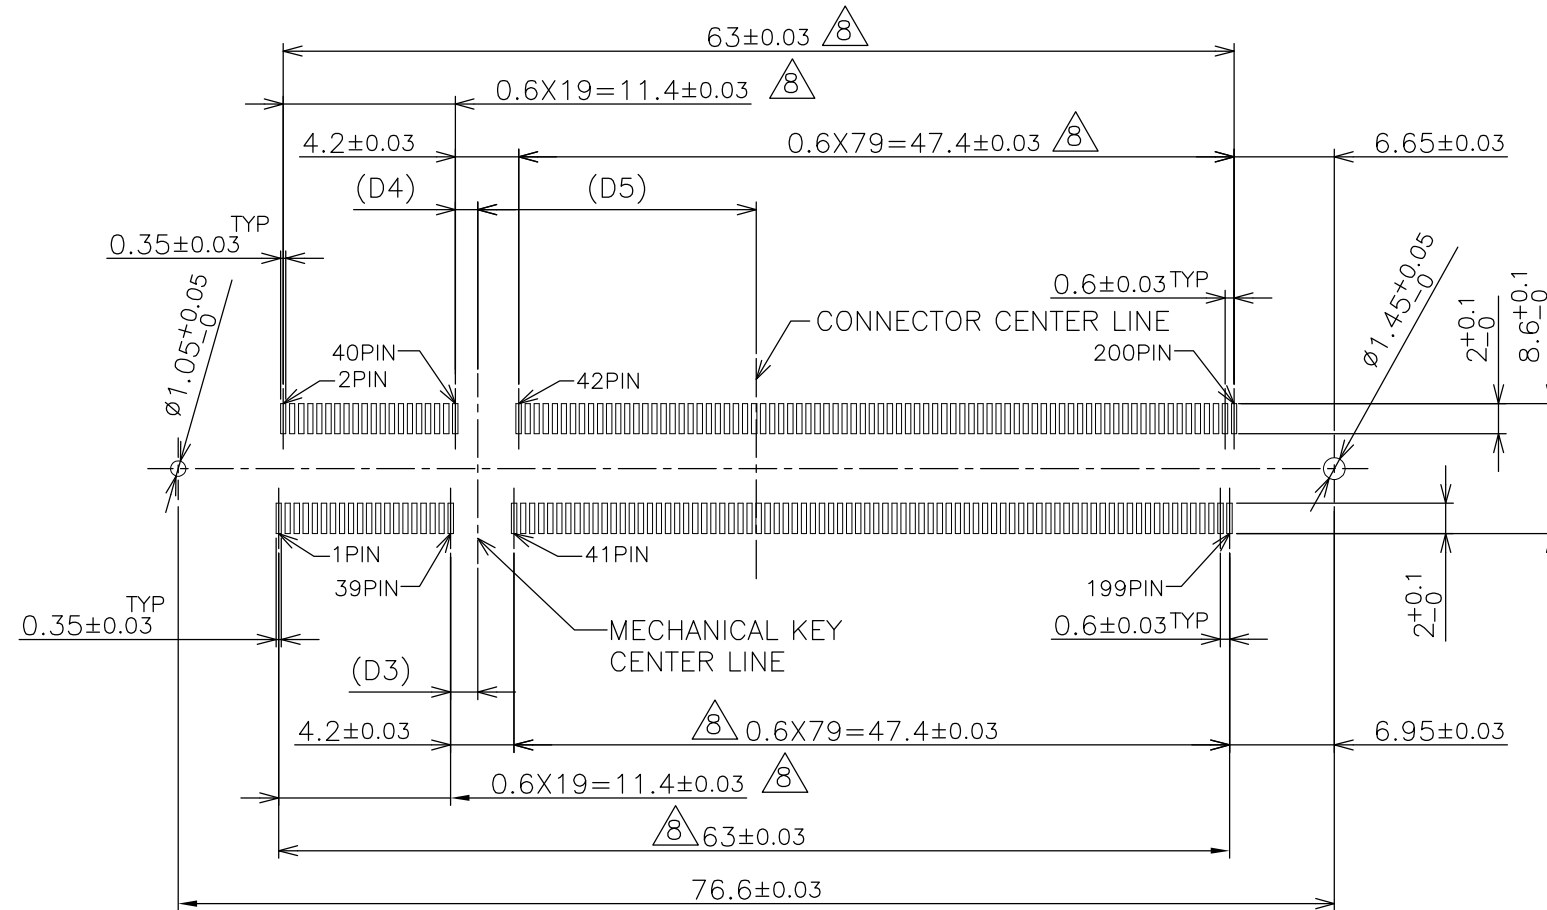 63±0.03 8
0.6X19=11.4±0.03 8
4.2±0.03
0.6X79=47.4±0.03 8
6.65±0.03
(D4)
(D5)
0.35±0.03 TYP
ø1.05+0.05
-0
0.6±0.03 TYP
ø1.45+0.05
-0
2+0.1
-0
8.6+0.1
-0
CONNECTOR CENTER LINE
40PIN
2PIN
42PIN
200PIN
1PIN
39PIN
41PIN
199PIN
0.35±0.03 TYP
0.6±0.03 TYP
2+0.1
-0
MECHANICAL KEY
CENTER LINE
(D3)
4.2±0.03
8 0.6X79=47.4±0.03
6.95±0.03
0.6X19=11.4±0.03 8
8 63±0.03
76.6±0.03